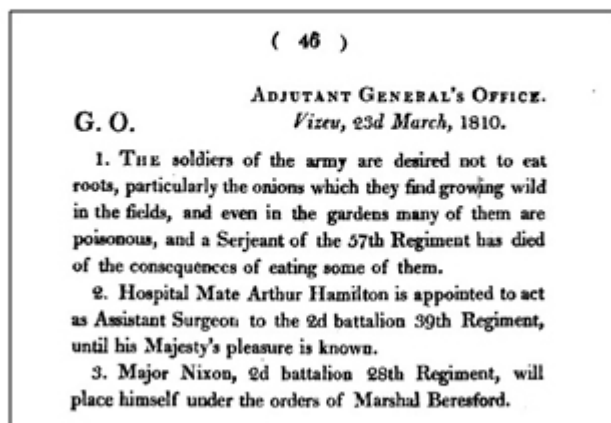 ( 46 )
ADJUTANT GENERAL'S OFFICE.
G. O.
Vizeu, 23d March, 1810.
1. THE soldiers of the army are desired not to eat
roots, particularly the onions which they find growing wild
in the fields, and even in the gardens many of them are
poisonous, and a Serjeant of the 57th Regiment has died
of the consequences of eating some of them.
2. Hospital Mate Arthur Hamilton is appointed to act
as Assistant Surgeon to the 2d battalion 39th Regiment,
until his Majesty's pleasure is known.
3. Major Nixon, 2d battalion 28th Regiment, will
place himself under the orders of Marshal Beresford.